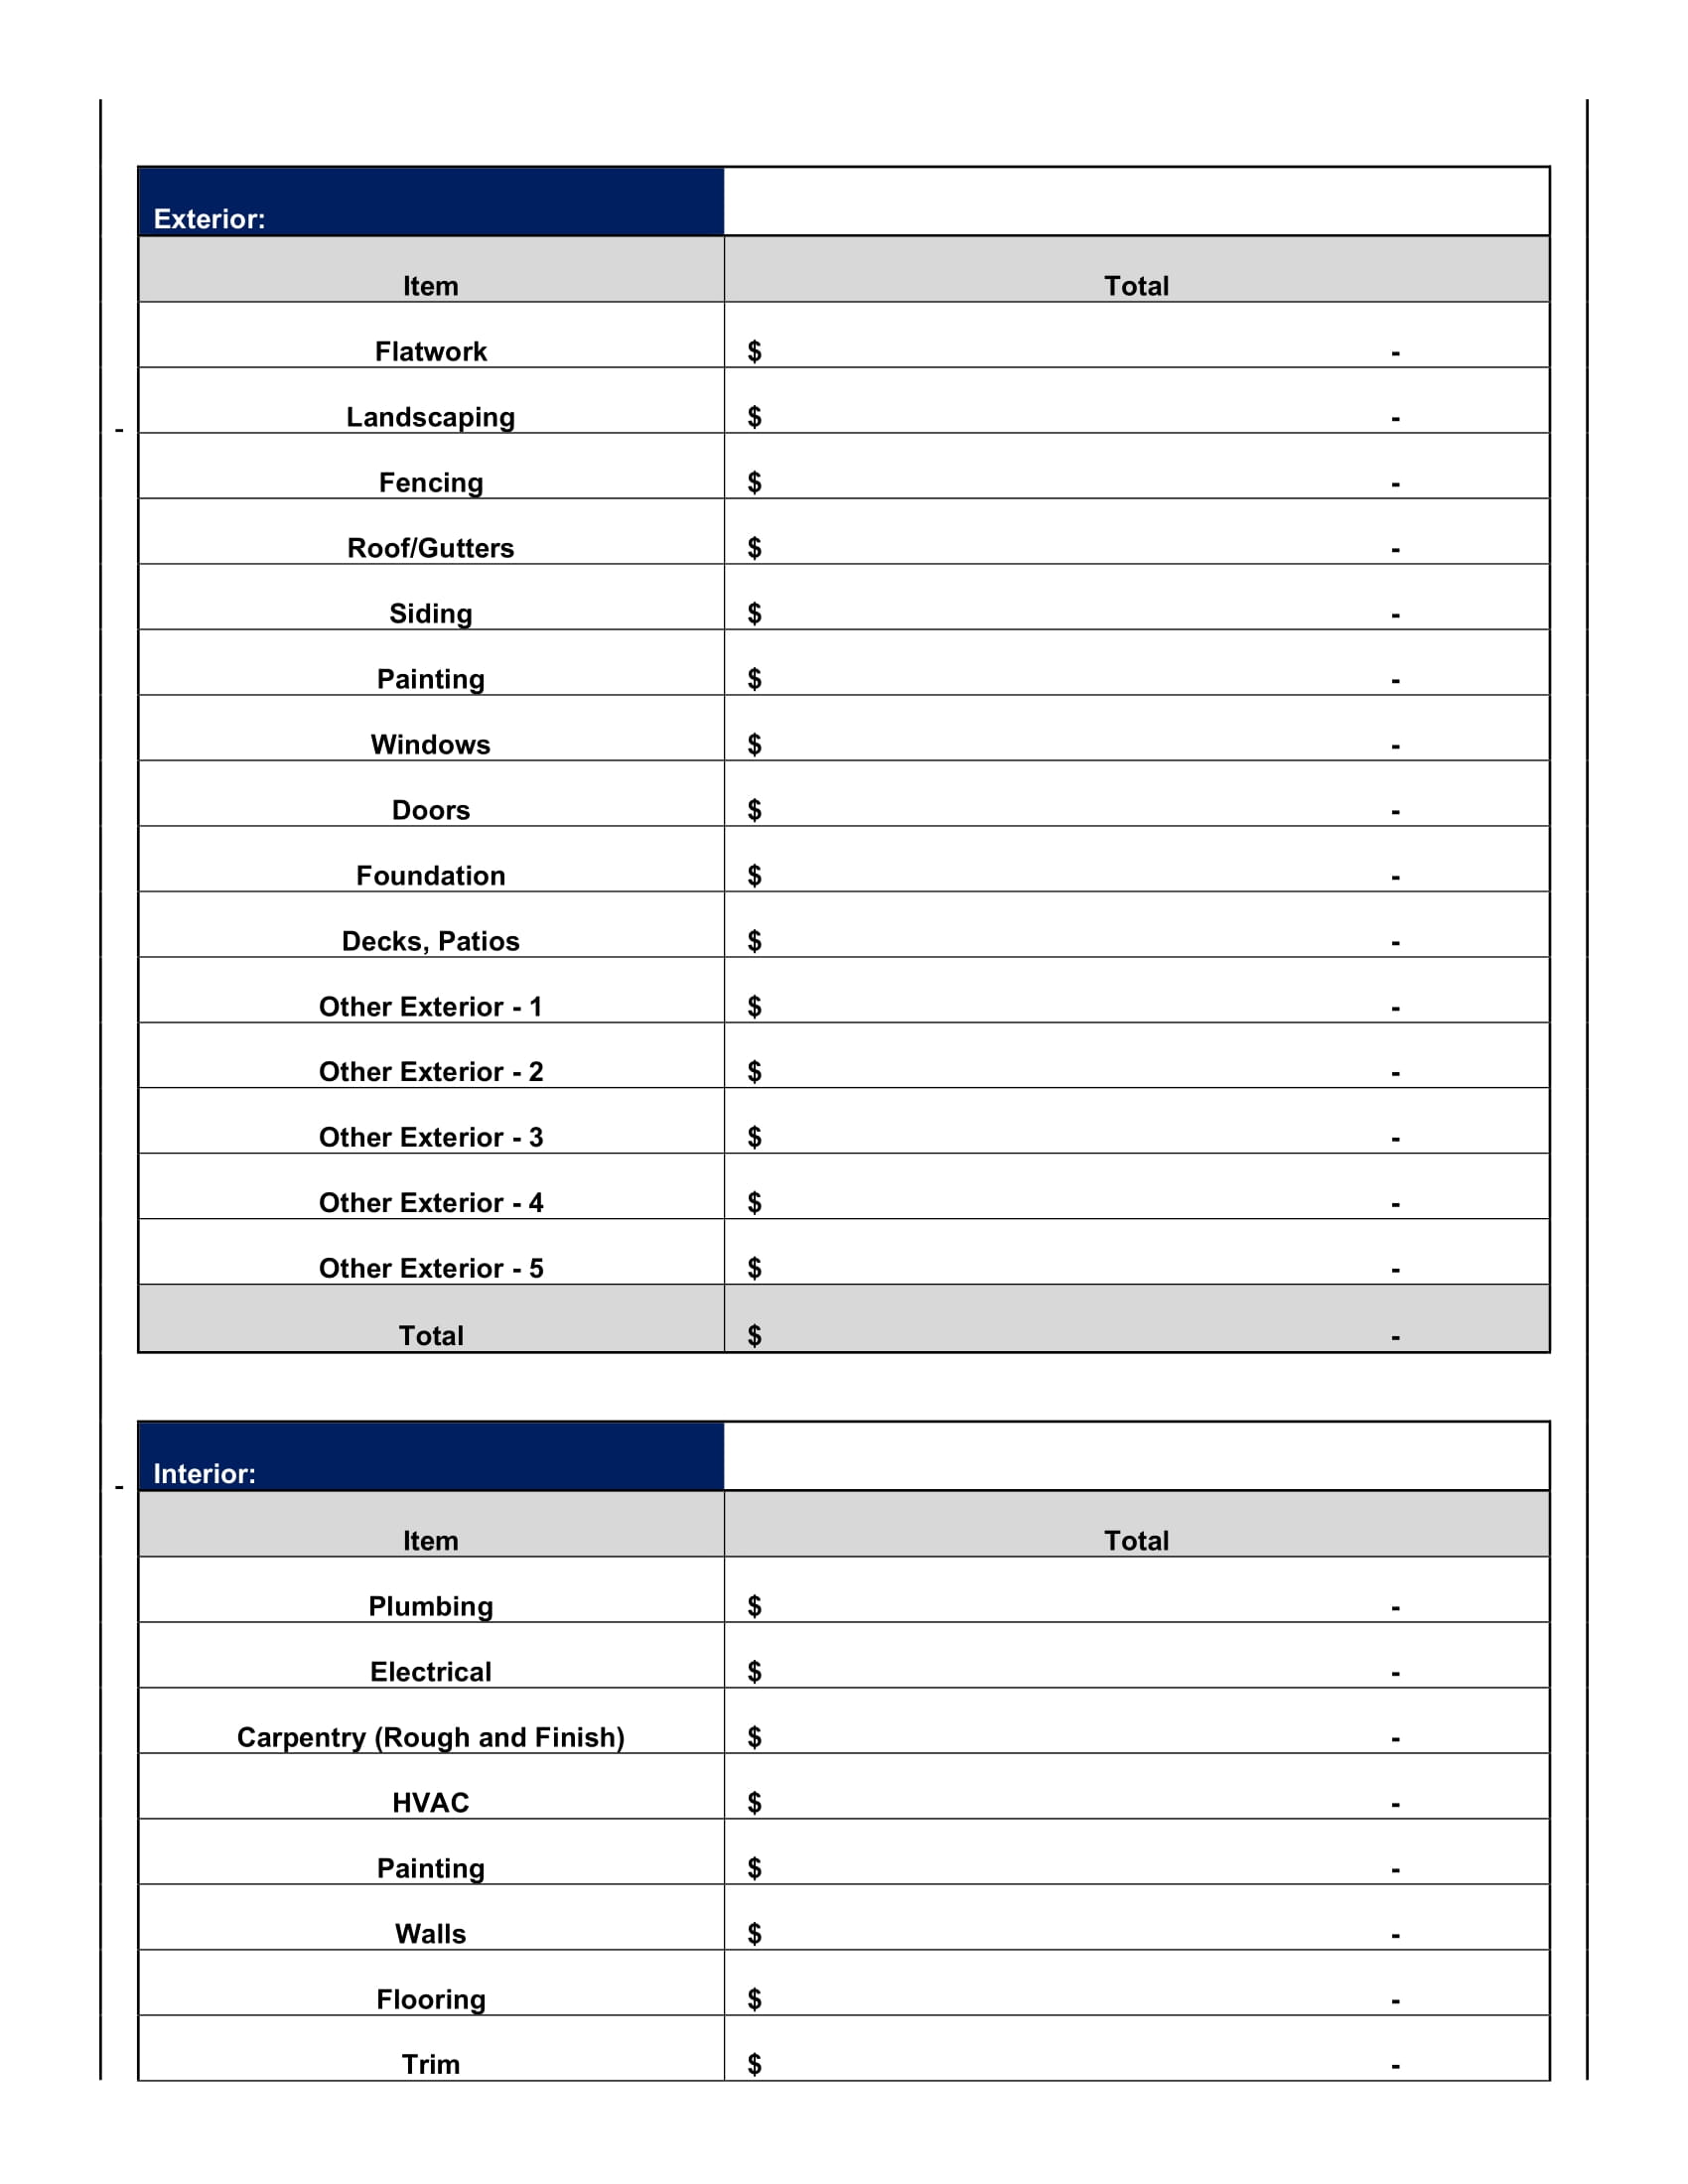 Exterior:
Item Total
Flatwork $ -
Landscaping $ -
-
Fencing $ -
Roof/Gutters $ -
Siding $ -
Painting $ -
Windows $ -
Doors $ -
Foundation $ -
Decks, Patios $ -
Other Exterior - 1 $ -
Other Exterior - 2 $ -
Other Exterior - 3 $ -
Other Exterior - 4 $ -
Other Exterior - 5 $ -
Total $ -
Interior:
-
Item Total
Plumbing $ -
Electrical $ -
Carpentry (Rough and Finish) $ -
HVAC $ -
Painting $ -
Walls $ -
Flooring $ -
Trim $ -